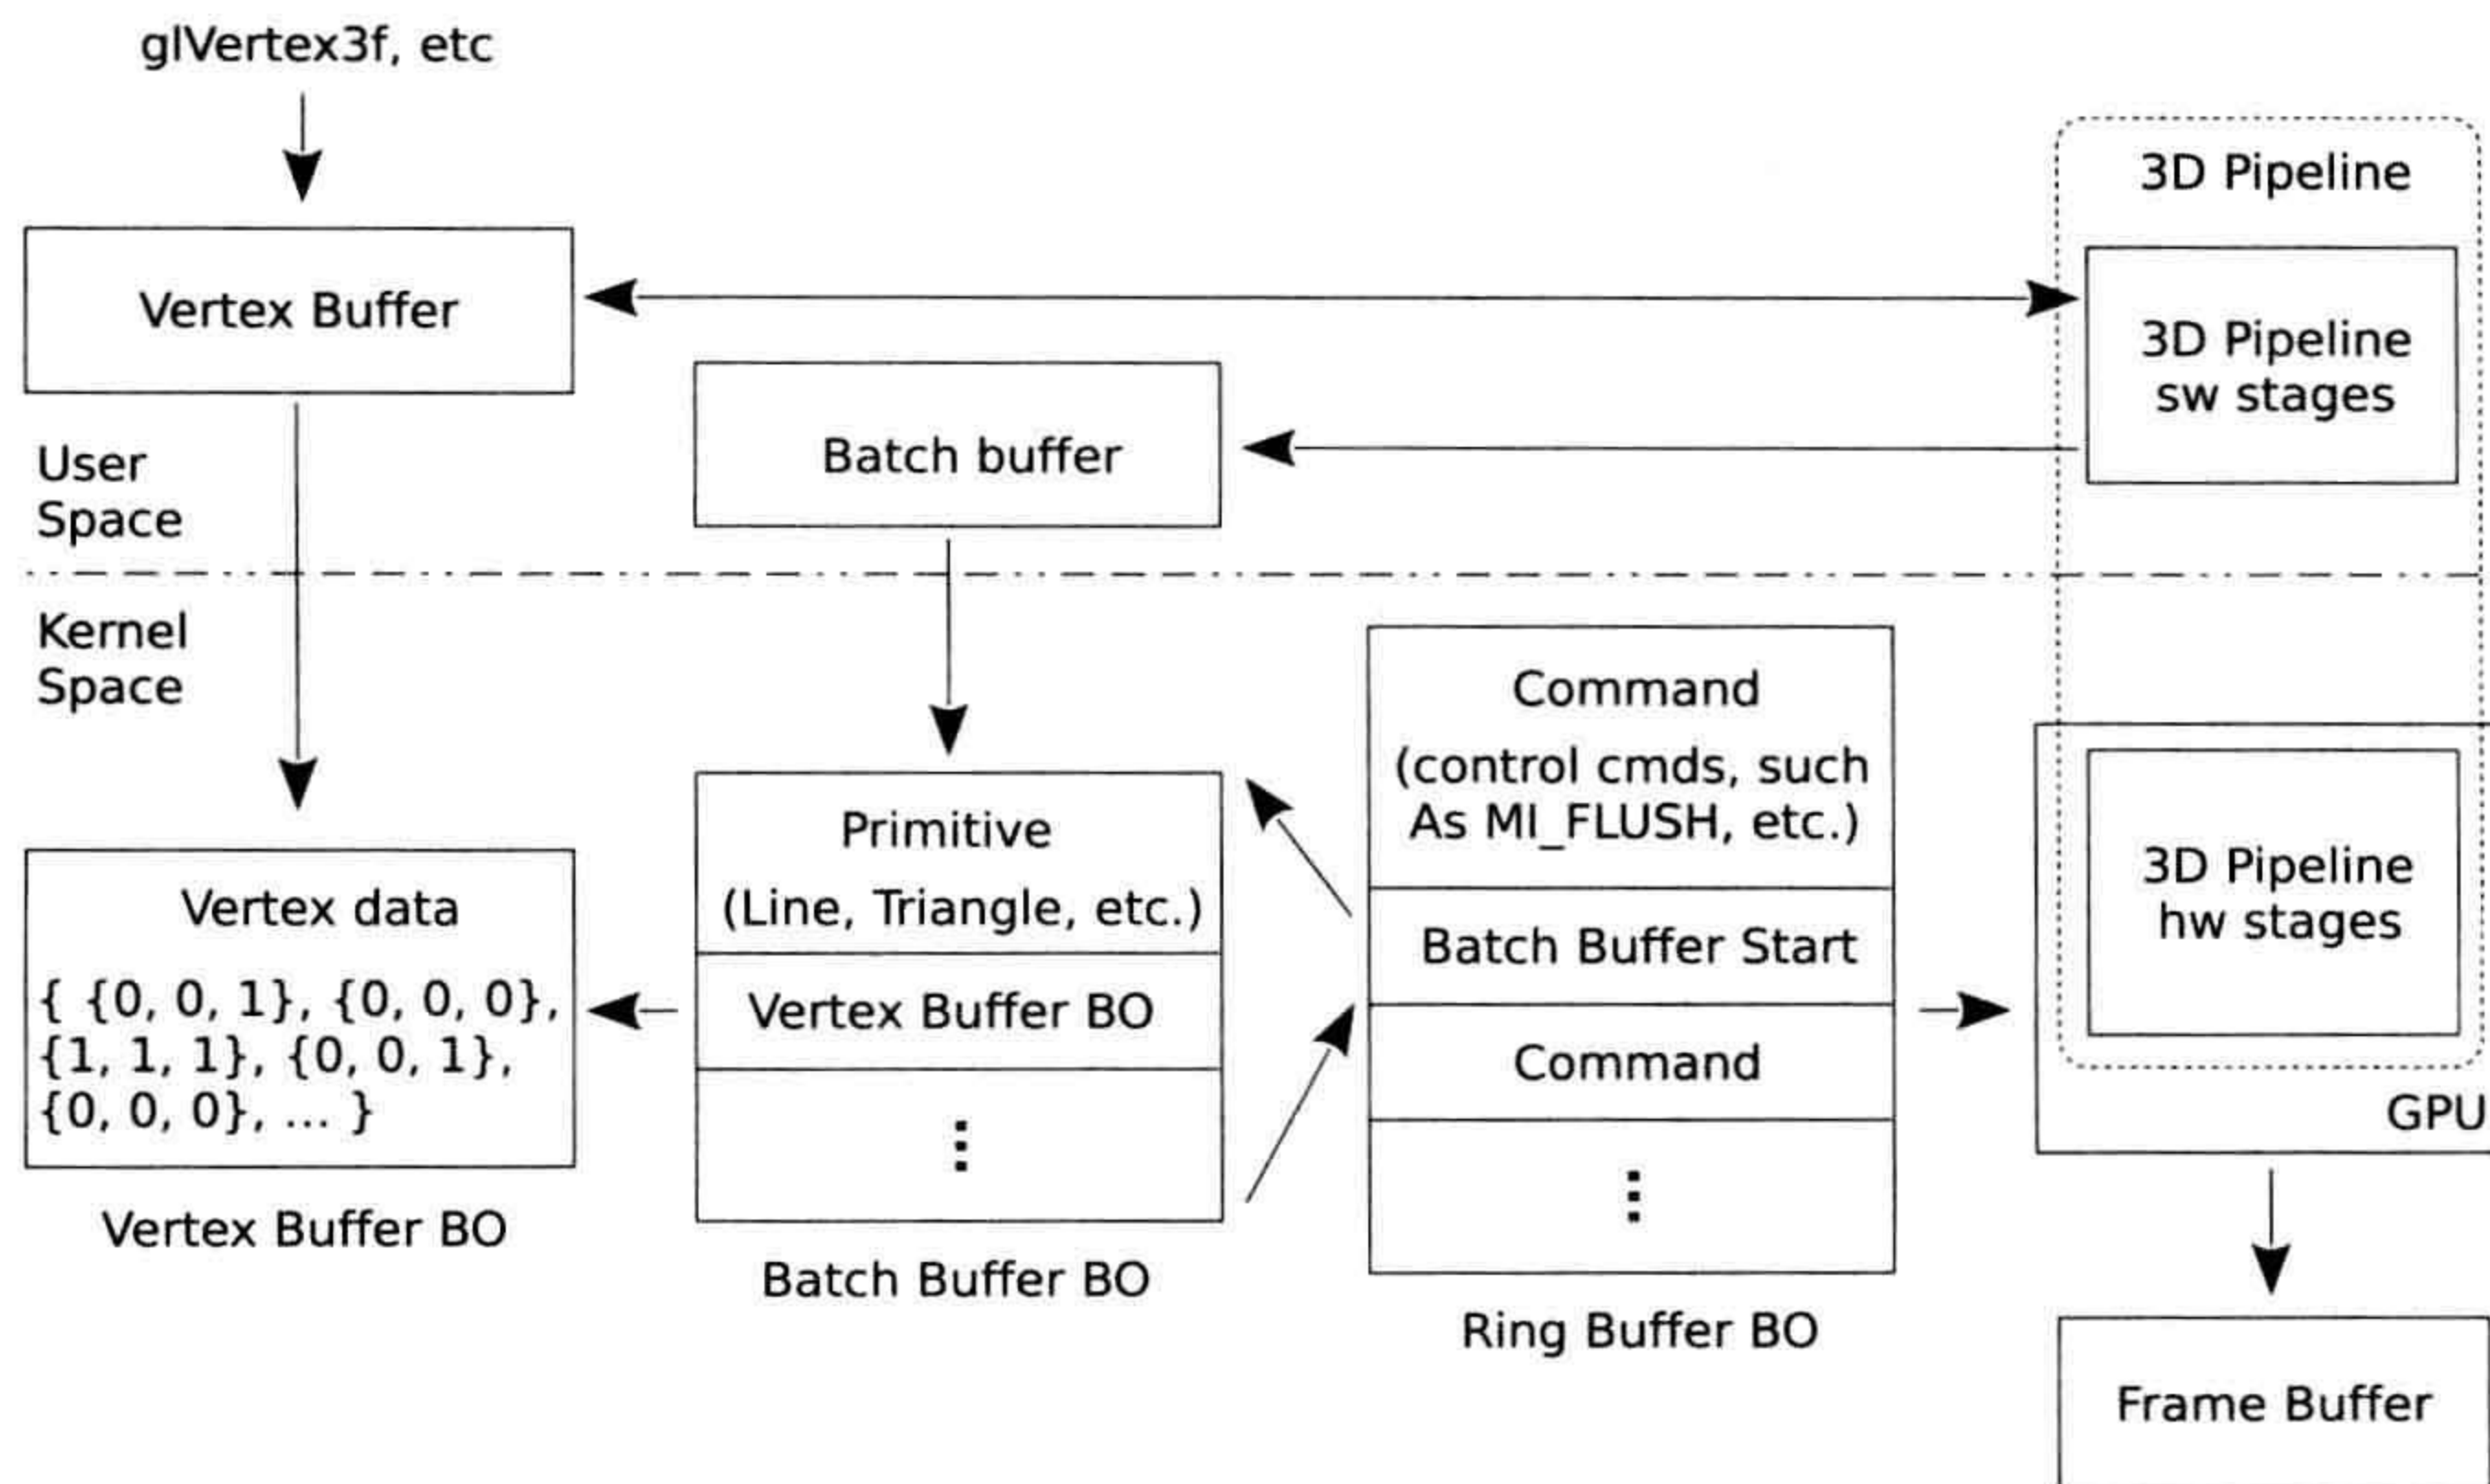 glVertex3f, etc
3D Pipeline
Vertex Buffer
3D Pipeline
sw stages
Batch buffer
User
Space
Kernel
Space
Command
(control cmds, such
As MI_FLUSH, etc.)
Batch Buffer Start
Command
⋮
Ring Buffer BO
Primitive
(Line, Triangle, etc.)
Vertex Buffer BO
⋮
Batch Buffer BO
Vertex data
{ {0, 0, 1}, {0, 0, 0},
{1, 1, 1}, {0, 0, 1},
{0, 0, 0}, ... }
Vertex Buffer BO
3D Pipeline
hw stages
GPU
Frame Buffer